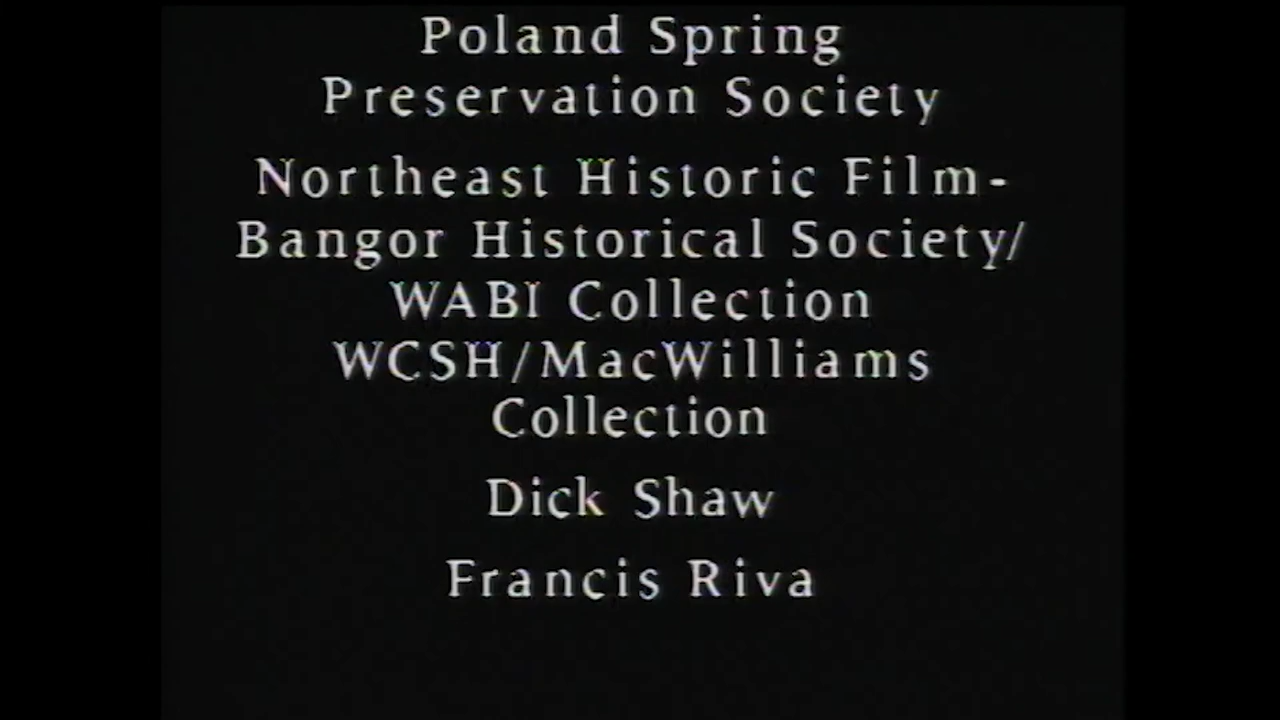 Poland Spring
Preservation Society
Northeast Historic Film-
Bangor Historical Society/
WABI Collection
WCSH/MacWilliams
Collection
Dick Shaw
Francis Riva